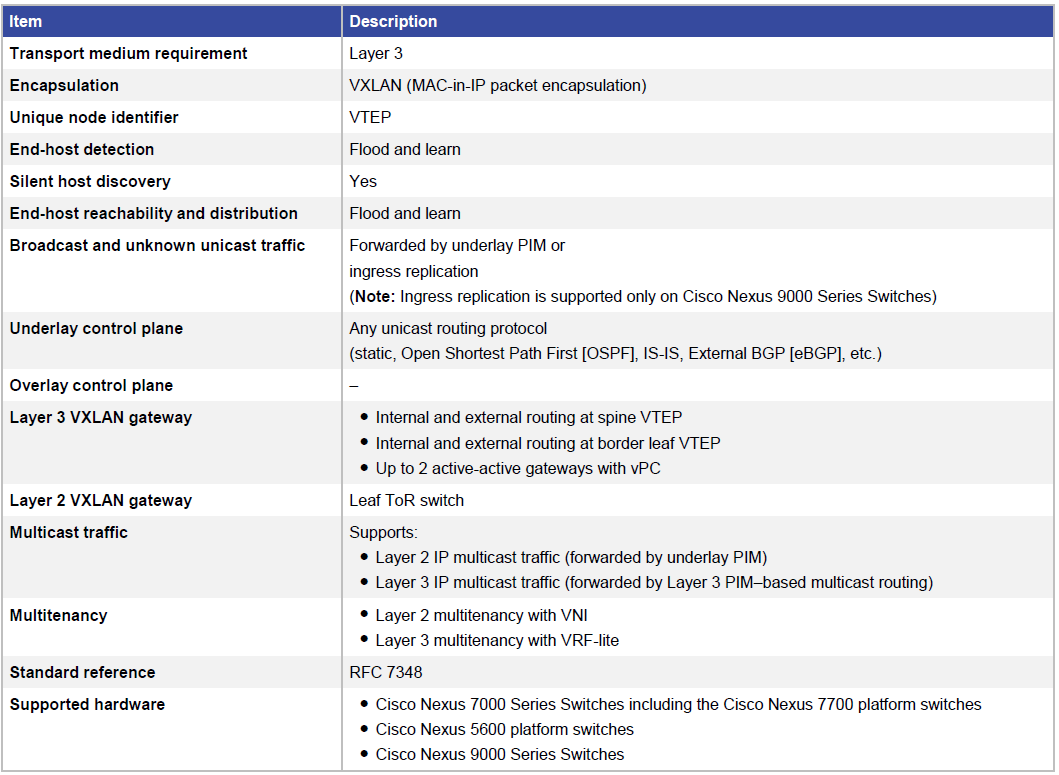 Item Description
Transport medium requirement Layer 3
Encapsulation VXLAN (MAC-in-IP packet encapsulation)
Unique node identifier VTEP
End-host detection Flood and learn
Silent host discovery Yes
End-host reachability and distribution Flood and learn
Broadcast and unknown unicast traffic Forwarded by underlay PIM or
ingress replication
(Note: Ingress replication is supported only on Cisco Nexus 9000 Series Switches)
Underlay control plane Any unicast routing protocol
(static, Open Shortest Path First [OSPF], IS-IS, External BGP [eBGP], etc.)
Overlay control plane –
Layer 3 VXLAN gateway ● Internal and external routing at spine VTEP
● Internal and external routing at border leaf VTEP
● Up to 2 active-active gateways with vPC
Layer 2 VXLAN gateway Leaf ToR switch
Multicast traffic Supports:
● Layer 2 IP multicast traffic (forwarded by underlay PIM)
● Layer 3 IP multicast traffic (forwarded by Layer 3 PIM–based multicast routing)
Multitenancy ● Layer 2 multitenancy with VNI
● Layer 3 multitenancy with VRF-lite
Standard reference RFC 7348
Supported hardware ● Cisco Nexus 7000 Series Switches including the Cisco Nexus 7700 platform switches
● Cisco Nexus 5600 platform switches
● Cisco Nexus 9000 Series Switches